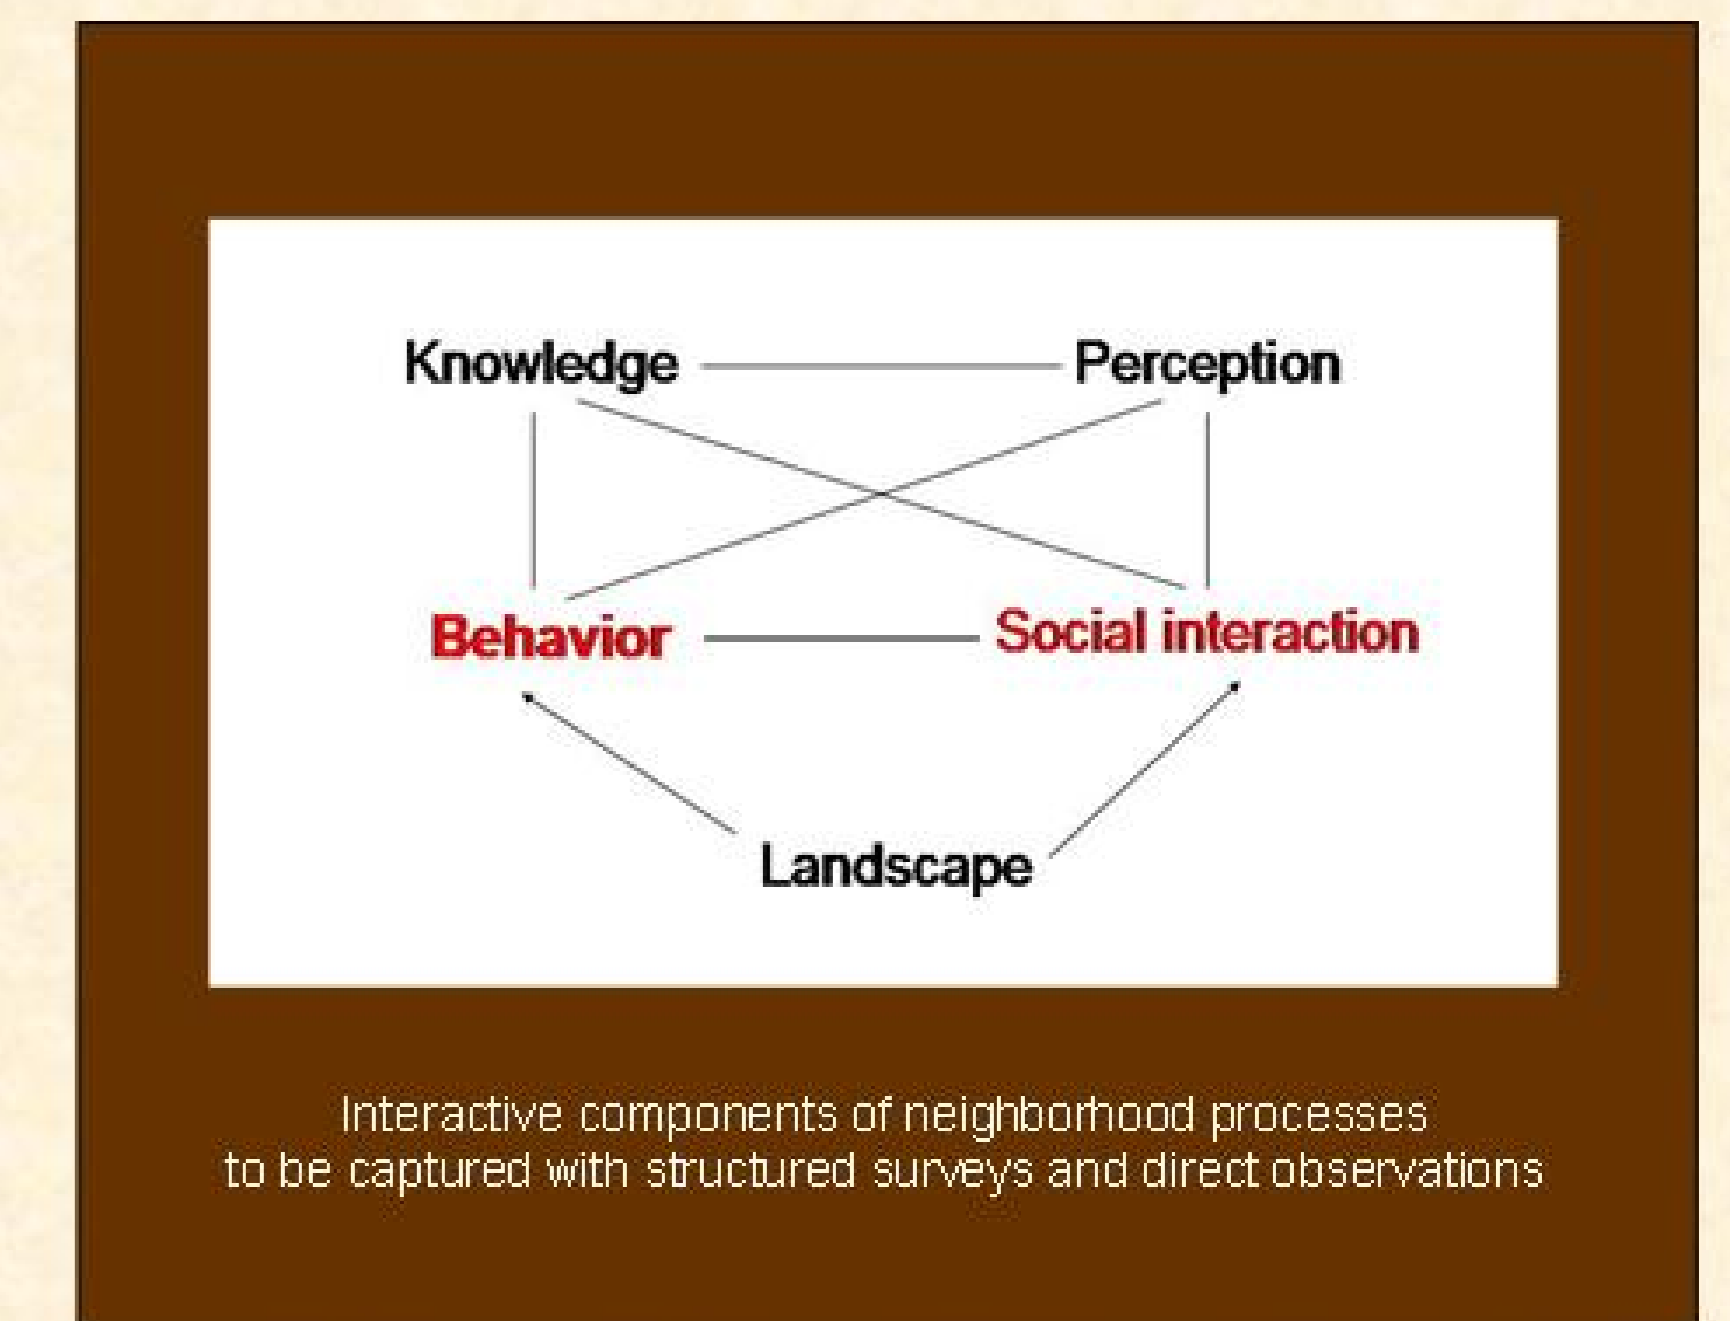 Knowledge Perception
Behavior Social interaction
Landscape
Interactive components of neighborhood processes
to be captured with structured surveys and direct observations